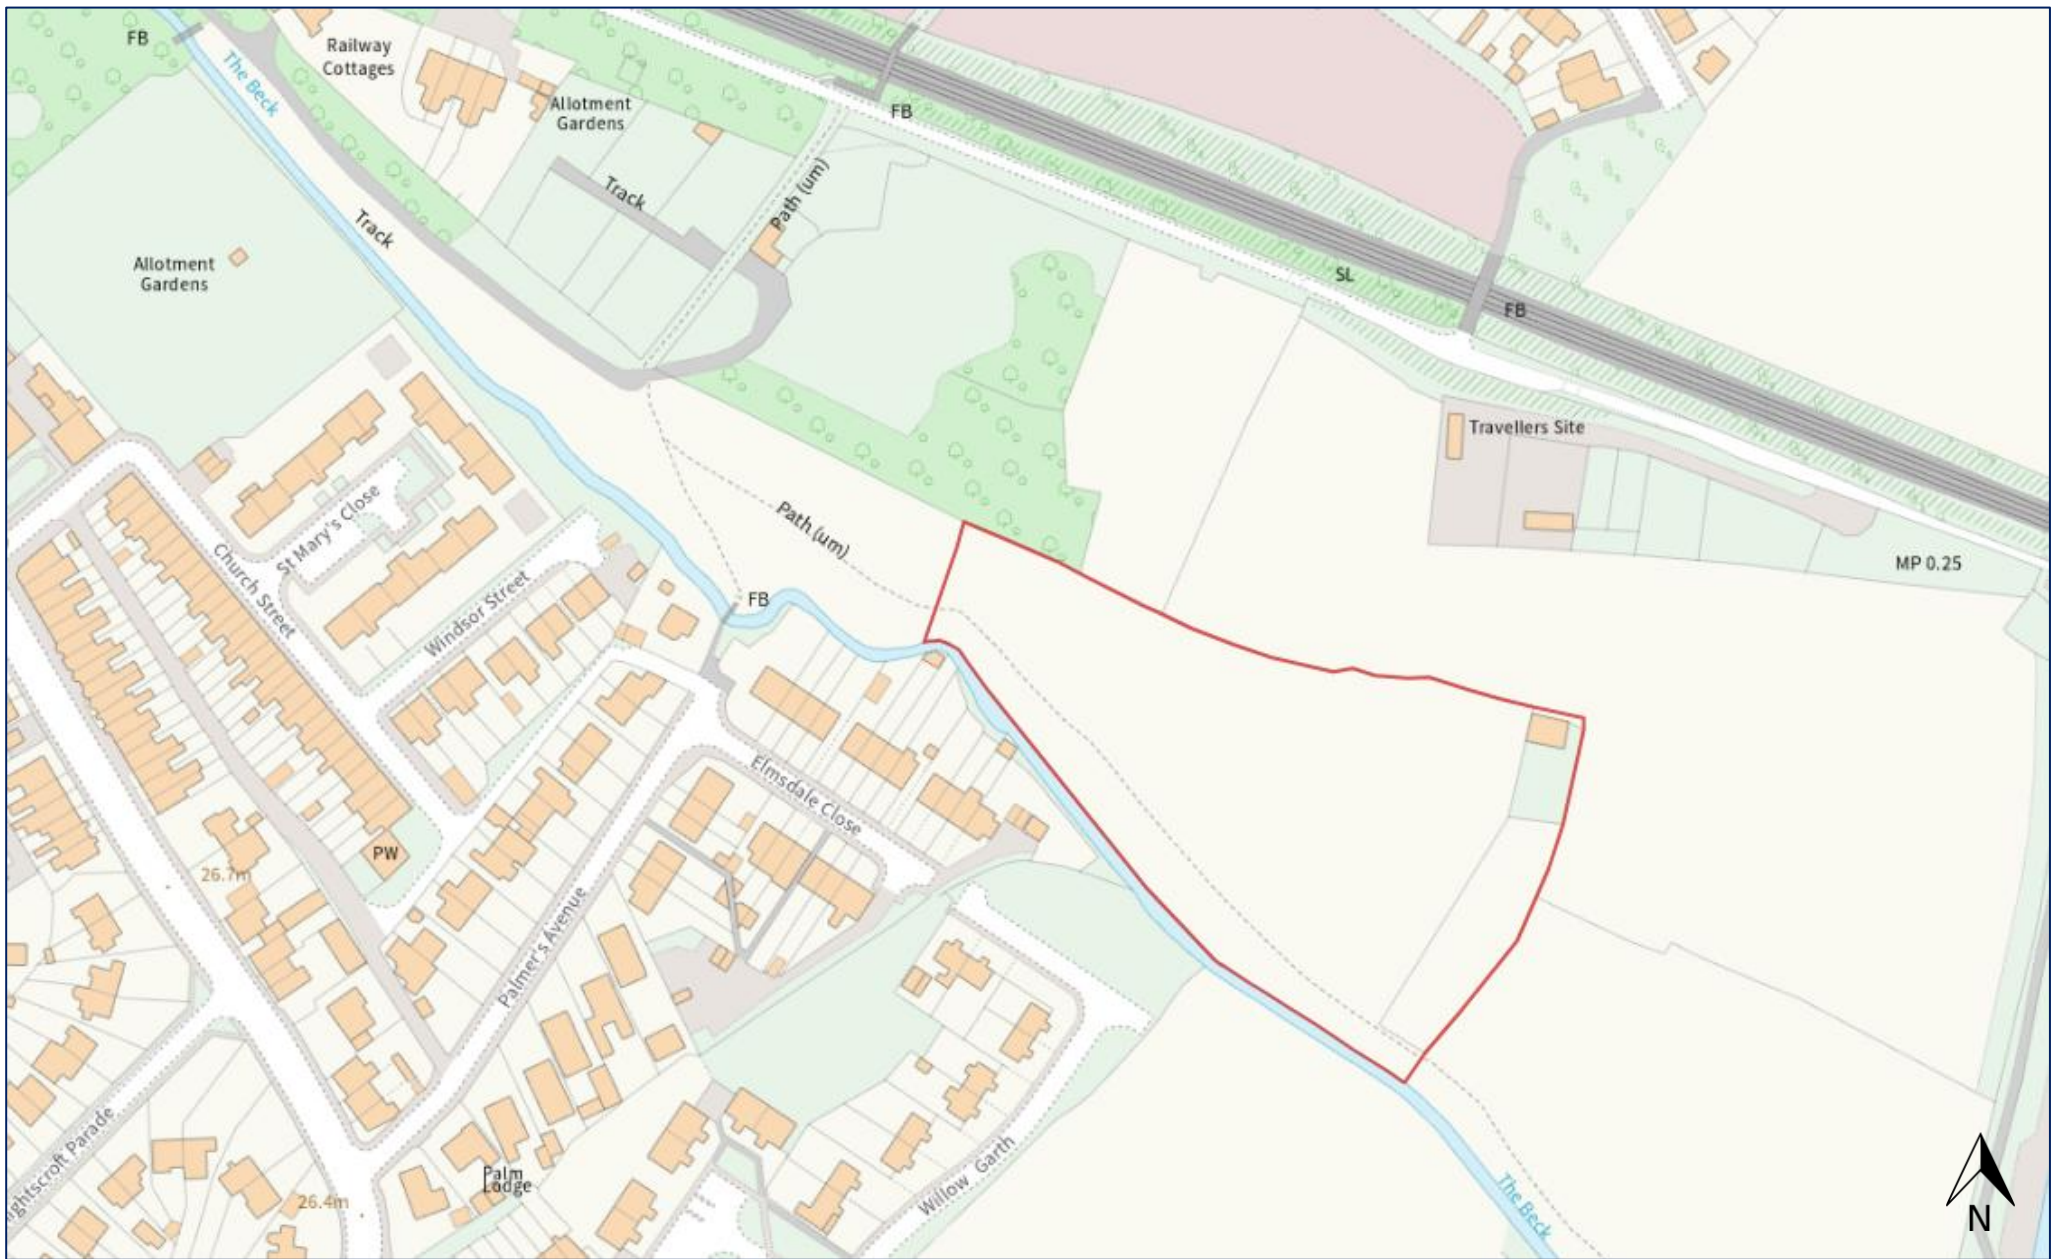 FB
The Beck
Railway
Cottages
Allotment
Gardens
FB
Track
Path (um)
Track
Allotment
Gardens
SL
FB
Travellers Site
St Mary's Close
Path (um)
Church Street
Windsor Street
FB
MP 0.25
Elmsdale Close
PW
26.7m
Palmer's Avenue
ghtscroft Parade
Palm
Lodge
Willow Garth
26.4m
The Beck
N